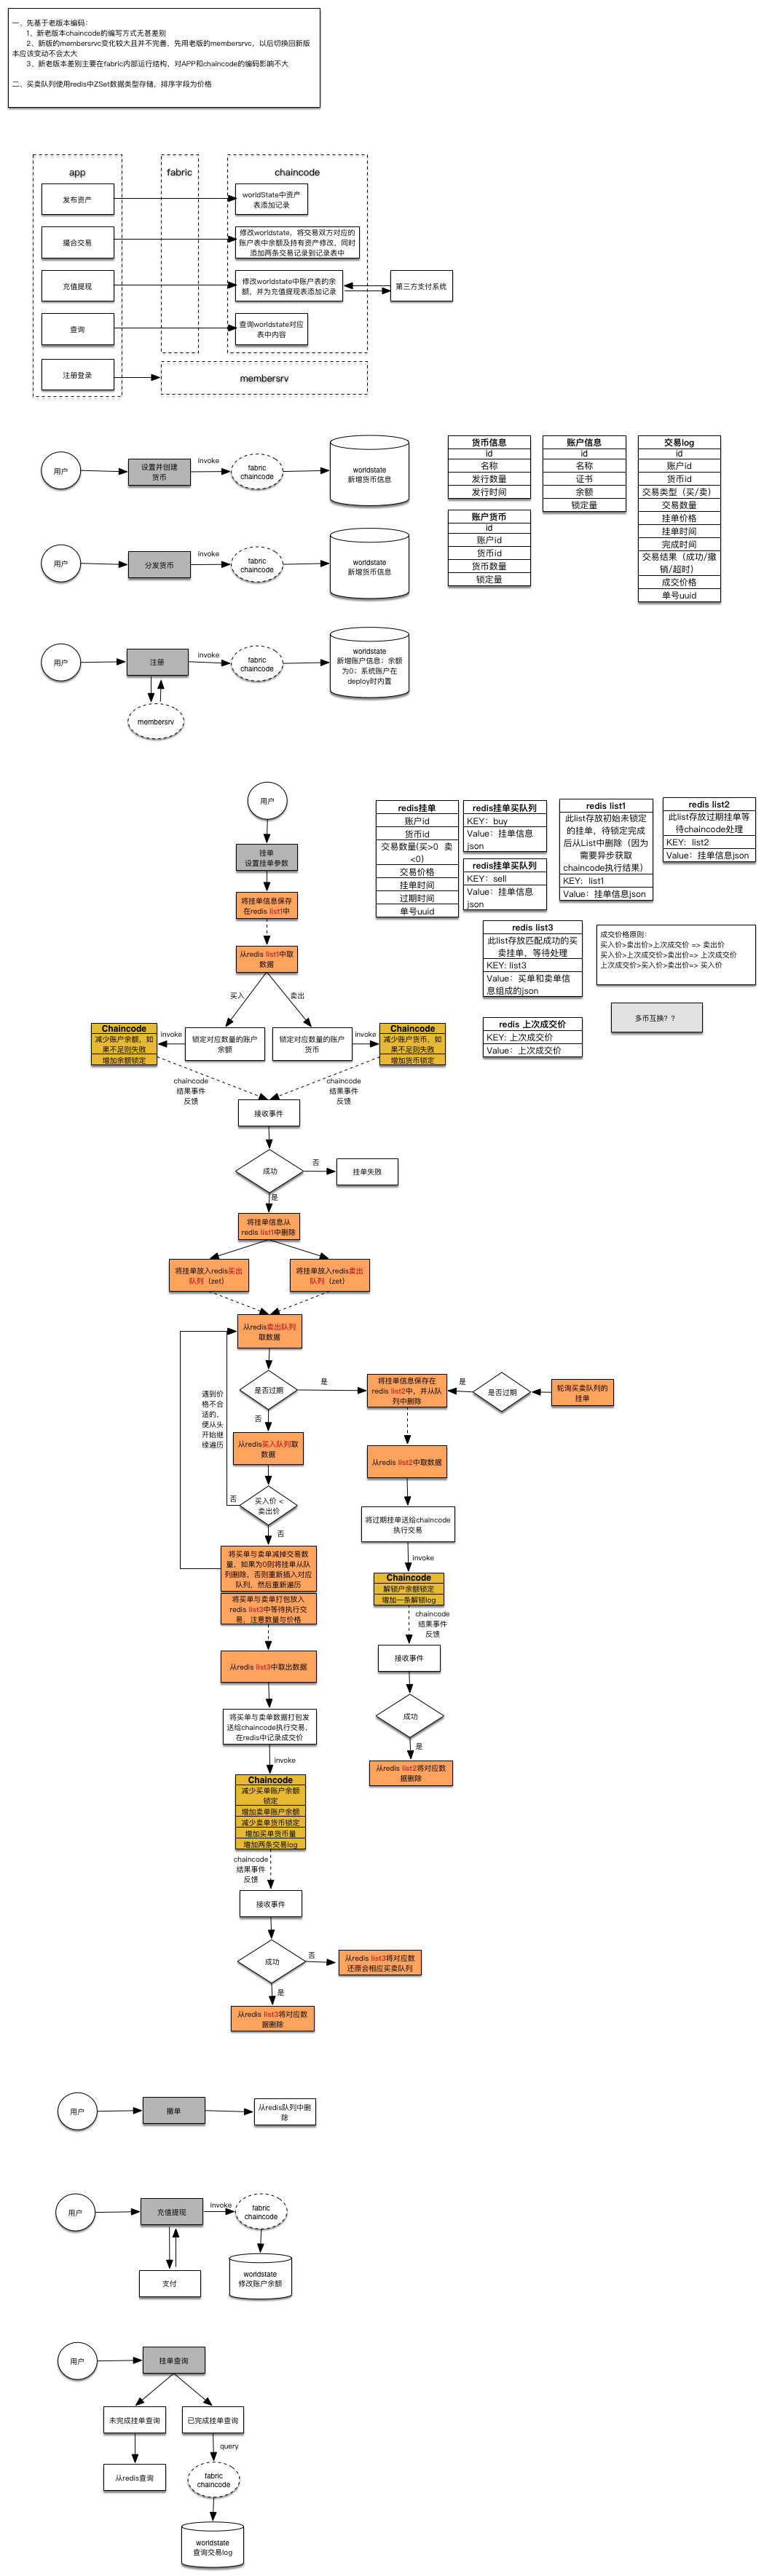 一、先基于老版本编码：
1、新老版本chaincode的编写方式无甚差别
2、新版的membersrvc变化较大且并不完善，先用老版的membersrvc，以后切换回新版
本应该变动不会太大
3、新老版本差别主要在fabric内部运行结构，对APP和chaincode的编码影响不大
二、买卖队列使用redis中ZSet数据类型存储，排序字段为价格
app
fabric
chaincode
发布资产
worldState中资产
表添加记录
撮合交易
修改worldstate，将交易双方对应的
账户表中余额及持有资产修改，同时
添加两条交易记录到记录表中
充值提现
修改worldstate中账户表的余
额，并为充值提现表添加记录
第三方支付系统
查询
查询worldstate对应
表中内容
注册登录
membersrv
用户
设置并创建
货币
invoke
fabric
chaincode
worldstate
新增货币信息
用户
分发货币
invoke
fabric
chaincode
worldstate
新增货币信息
用户
注册
invoke
fabric
chaincode
worldstate
新增账户信息；余额
为0；系统账户在
deploy时内置
membersrv
货币信息
id
名称
发行数量
发行时间
账户信息
id
名称
证书
余额
锁定量
交易log
id
账户id
货币id
交易类型（买/卖）
交易数量
挂单价格
挂单时间
完成时间
交易结果（成功/撤
销/超时）
成交价格
单号uuid
账户货币
id
账户id
货币id
货币数量
锁定量
用户
挂单
设置挂单参数
将挂单信息保存
在redis list1中
从redis list1中取
数据
买入
卖出
锁定对应数量的账户
余额
锁定对应数量的账户
货币
invoke
invoke
Chaincode
减少账户余额，如
果不足则失败
增加余额锁定
Chaincode
减少账户货币，如
果不足则失败
增加货币锁定
chaincode
结果事件
反馈
chaincode
结果事件
反馈
接收事件
成功
否
挂单失败
是
将挂单信息从
redis list1中删除
将挂单放入redis买出
队列（zet）
将挂单放入redis卖出
队列（zet）
redis挂单
账户id
货币id
交易数量(买>0 卖
<0)
交易价格
挂单时间
过期时间
单号uuid
redis挂单买队列
KEY：buy
Value：挂单信息
json
redis挂单买队列
KEY：sell
Value：挂单信息
json
redis list1
此list存放初始未锁定
的挂单，待锁定完成
后从List中删除（因为
需要异步获取
chaincode执行结果）
KEY: list1
Value：挂单信息json
redis list2
此list存放过期挂单等
待chaincode处理
KEY: list2
Value：挂单信息json
redis list3
此list存放匹配成功的买
卖挂单，等待处理
KEY: list3
Value：买单和卖单信
息组成的json
成交价格原则：
买入价>卖出价>上次成交价 => 卖出价
买入价>上次成交价>卖出价=> 上次成交价
上次成交价>买入价>卖出价=> 买入价
redis 上次成交价
KEY: 上次成交价
Value：上次成交价
多币互换？？
从redis卖出队列
取数据
是否过期
是
否
遇到价
格不合
适的，
便从头
开始继
续遍历
从redis买入队列取
数据
买入价 <
卖出价
否
否
将买单与卖单减掉交易数
量，如果为0则将挂单从队
列删除，否则重新插入对应
队列，然后重新遍历
将买单与卖单打包放入
redis list3中等待执行交
易，注意数量与价格
从redis list3中取出数据
将买单与卖单数据打包发
送给chaincode执行交易，
在redis中记录成交价
invoke
Chaincode
减少买单账户余额
锁定
增加卖单账户余额
减少卖单货币锁定
增加买单货币量
增加两条交易log
chaincode
结果事件
反馈
接收事件
成功
否
从redis list3将对应数
还原会相应买卖队列
是
从redis list3将对应数
据删除
将挂单信息保存在
redis list2中，并从队
列中删除
是
是否过期
轮询买卖队列的
挂单
从redis list2中取数据
将过期挂单送给chaincode
执行交易
invoke
Chaincode
解锁户余额锁定
增加一条解锁log
chaincode
结果事件
反馈
接收事件
成功
是
从redis list2将对应数
据删除
用户
撤单
从redis队列中删
除
用户
充值提现
invoke
fabric
chaincode
支付
worldstate
修改账户余额
用户
挂单查询
未完成挂单查询
已完成挂单查询
query
从redis查询
fabric
chaincode
worldstate
查询交易log